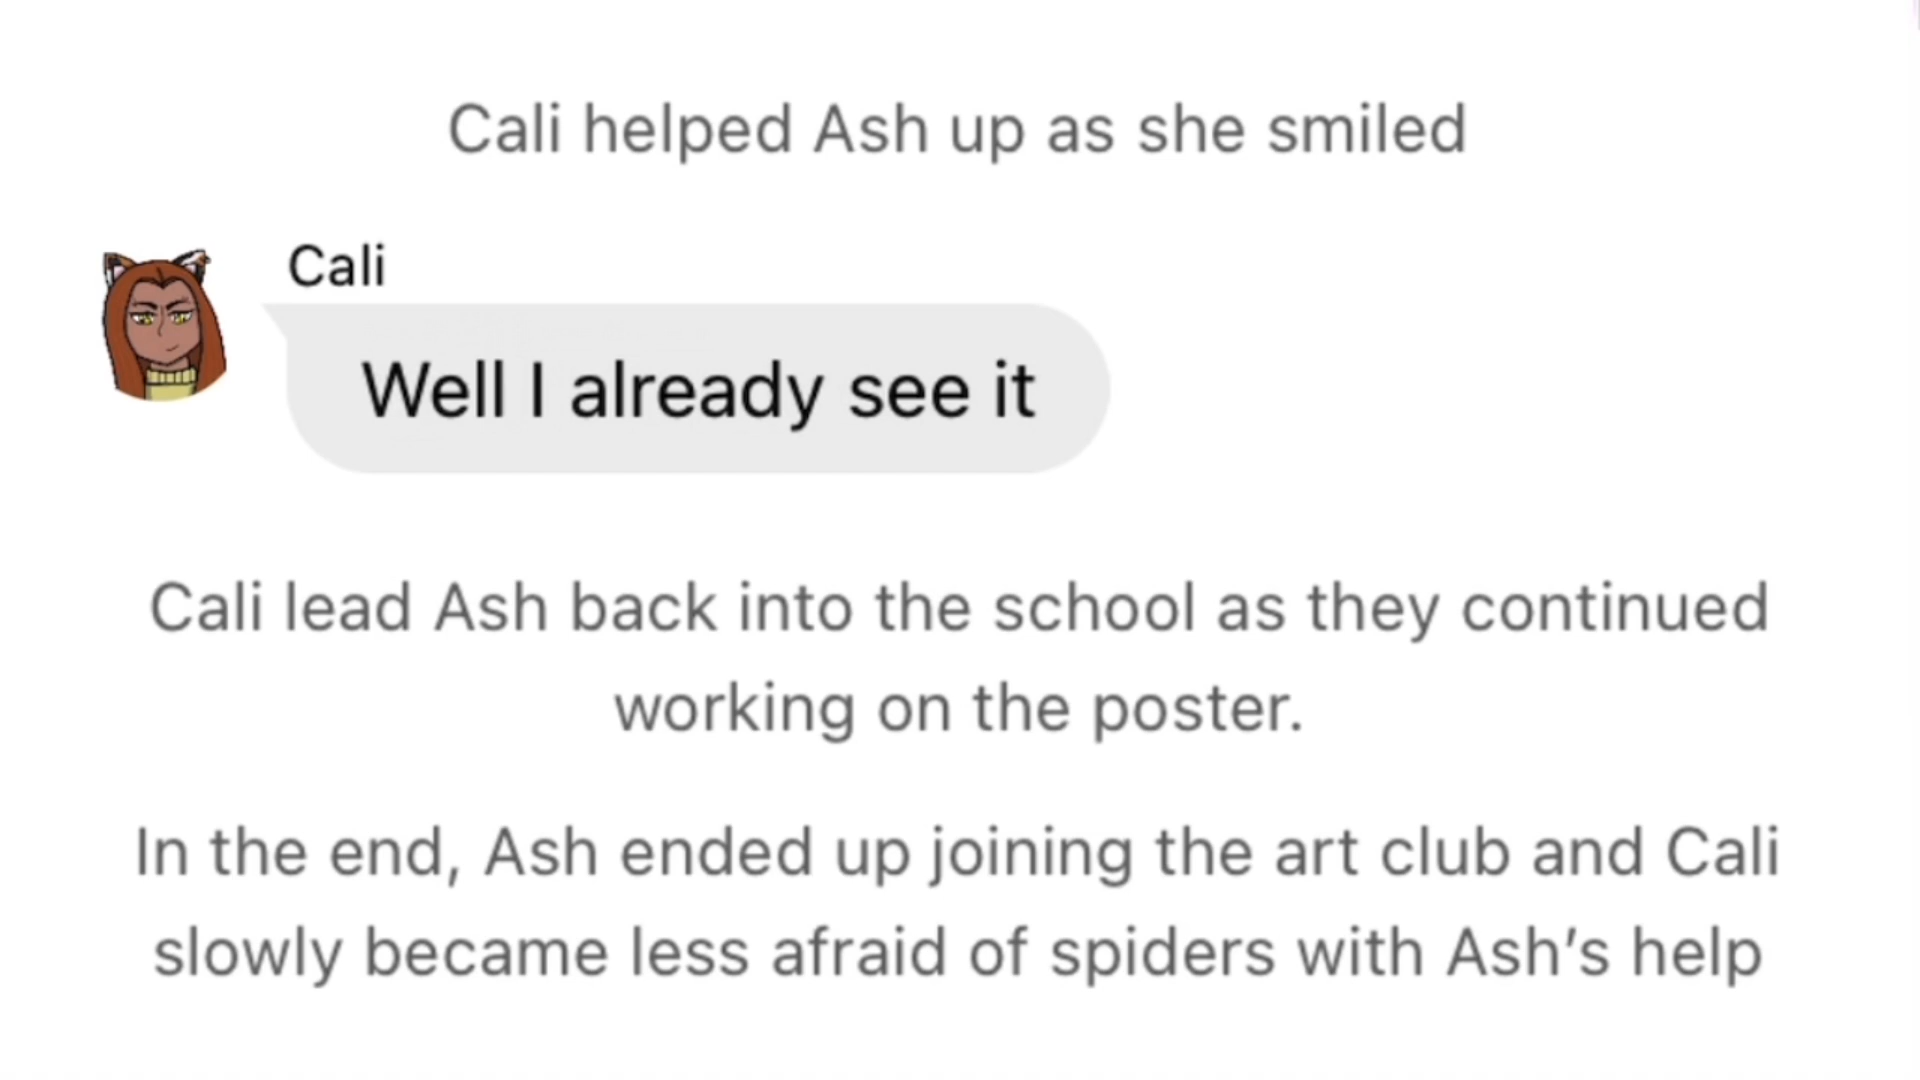 Cali helped Ash up as she smiled
Cali
Well I already see it
Cali lead Ash back into the school as they continued
working on the poster.
In the end, Ash ended up joining the art club and Cali
slowly became less afraid of spiders with Ash’s help